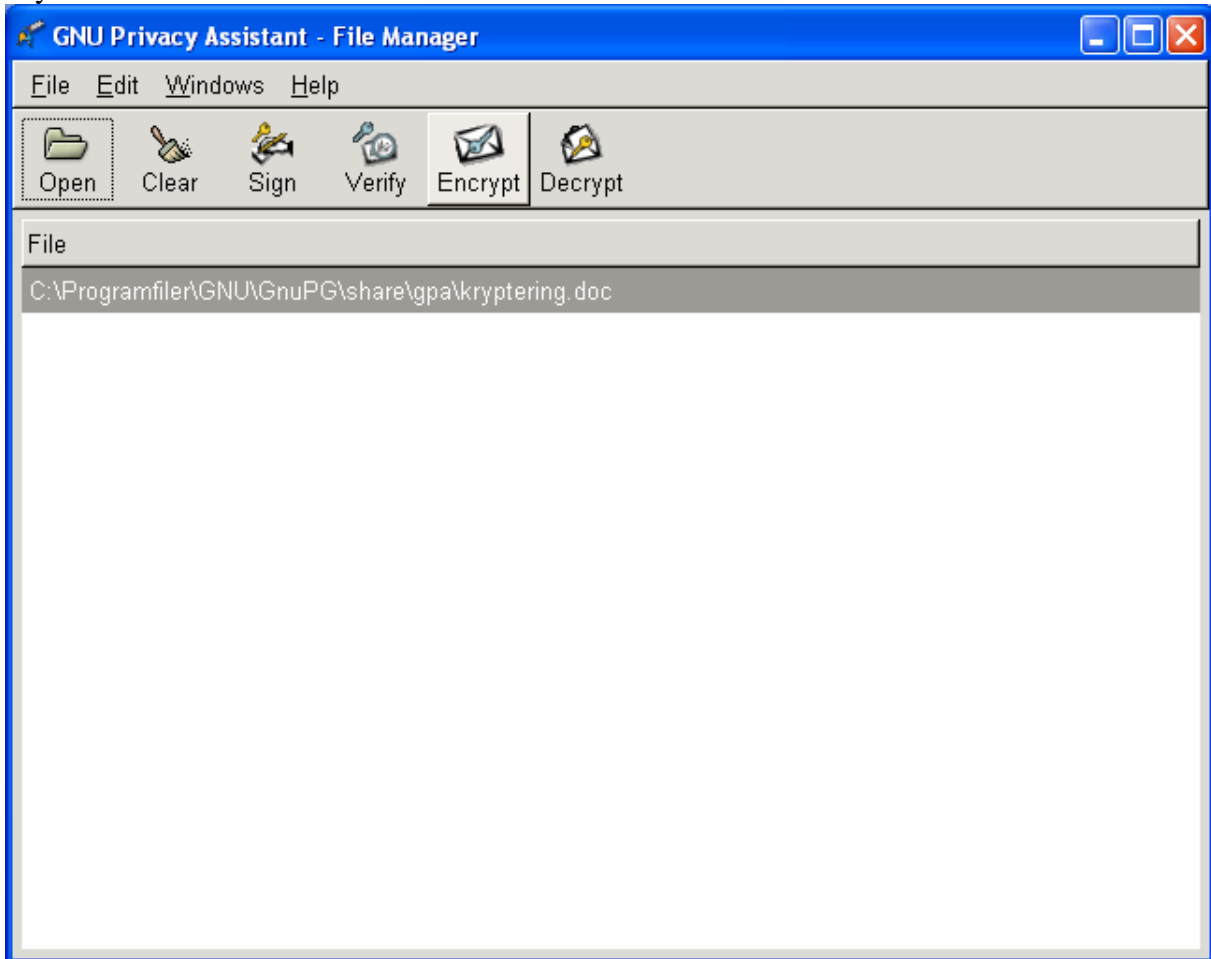 GNU Privacy Assistant - File Manager
File Edit Windows Help
Open Clear Sign Verify Encrypt Decrypt
File
C:\Programfiler\GNU\GnuPG\share\gpa\kryptering.doc